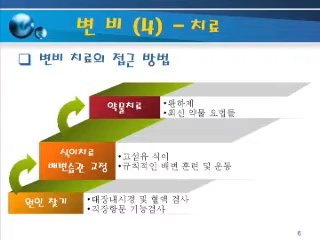 변 비 (4) - 치료
❑ 변비 치료의 접근 방법
약물치료
•완하제
•최신 약물 요법들
식이치료
배변습관 교정
•고섬유 식이
•규칙적인 배변 훈련 및 운동
원인 찾기
•대장내시경 및 혈액 검사
•직장항문 기능검사
6